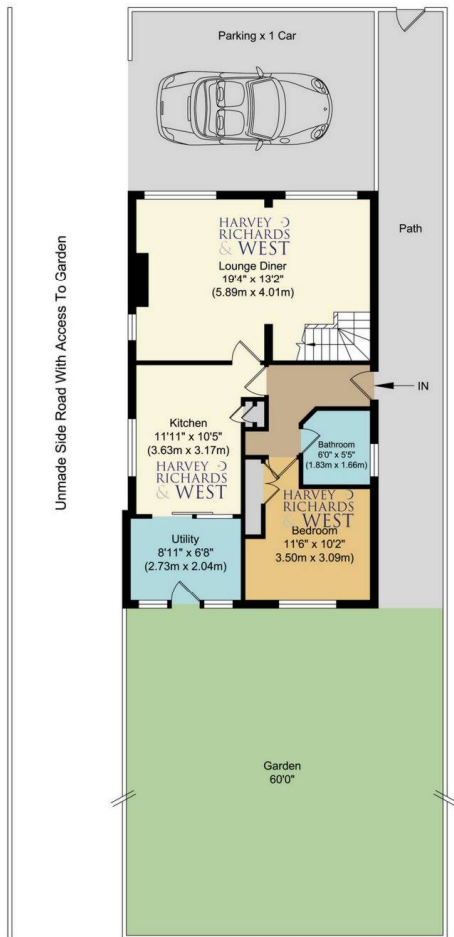 Parking x 1 Car
Path
Unmade Side Road With Access To Garden
HARVEY
RICHARDS
& WEST
Lounge Diner
19'4" x 13'2"
(5.89m x 4.01m)
IN
Kitchen
11'11" x 10'5"
(3.63m x 3.17m)
HARVEY
RICHARDS
& WEST
Bathroom
6'0" x 5'5"
(1.83m x 1.66m)
HARVEY
RICHARDS
& WEST
Bedroom
11'6" x 10'2"
3.50m x 3.09m)
Utility
8'11" x 6'8"
(2.73m x 2.04m)
Garden
60'0"